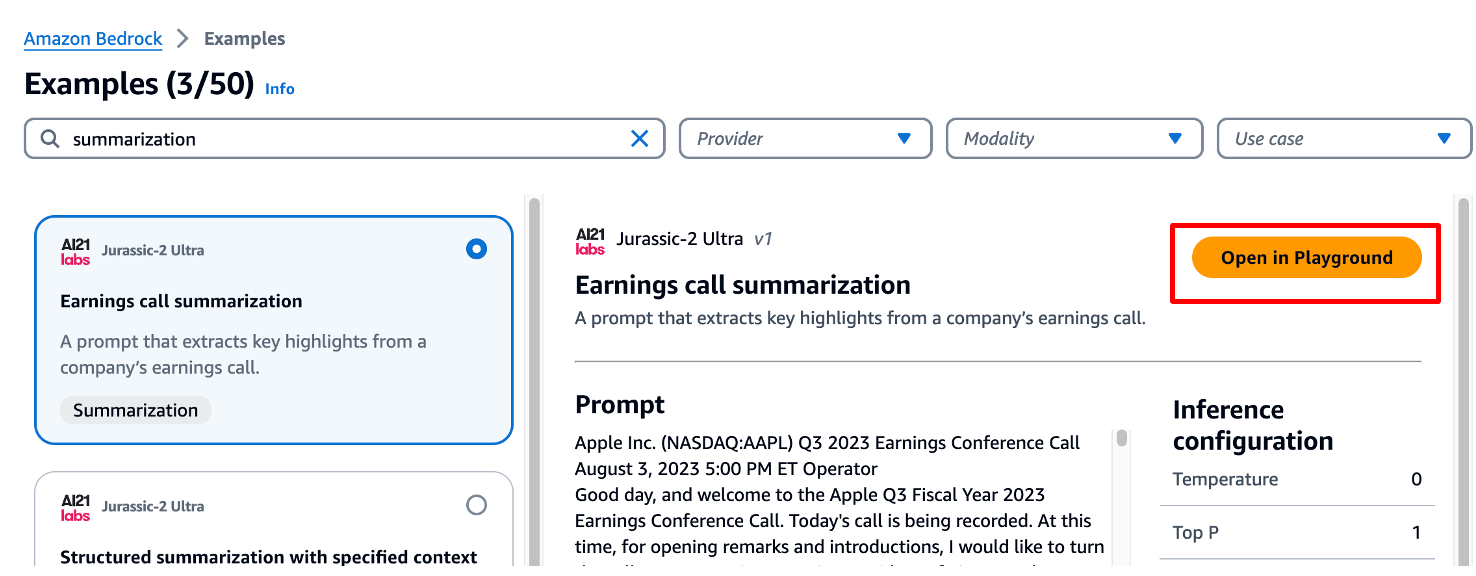 Amazon Bedrock > Examples
Examples (3/50) Info
summarization
Provider
Modality
Use case
AI21 labs Jurassic-2 Ultra
Earnings call summarization
A prompt that extracts key highlights from a
company’s earnings call.
Summarization
AI21 labs Jurassic-2 Ultra
Structured summarization with specified context
AI21 labs Jurassic-2 Ultra v1
Open in Playground
Earnings call summarization
A prompt that extracts key highlights from a company’s earnings call.
Prompt
Apple Inc. (NASDAQ:AAPL) Q3 2023 Earnings Conference Call
August 3, 2023 5:00 PM ET Operator
Good day, and welcome to the Apple Q3 Fiscal Year 2023
Earnings Conference Call. Today's call is being recorded. At this
time, for opening remarks and introductions, I would like to turn
Inference
configuration
Temperature 0
Top P 1